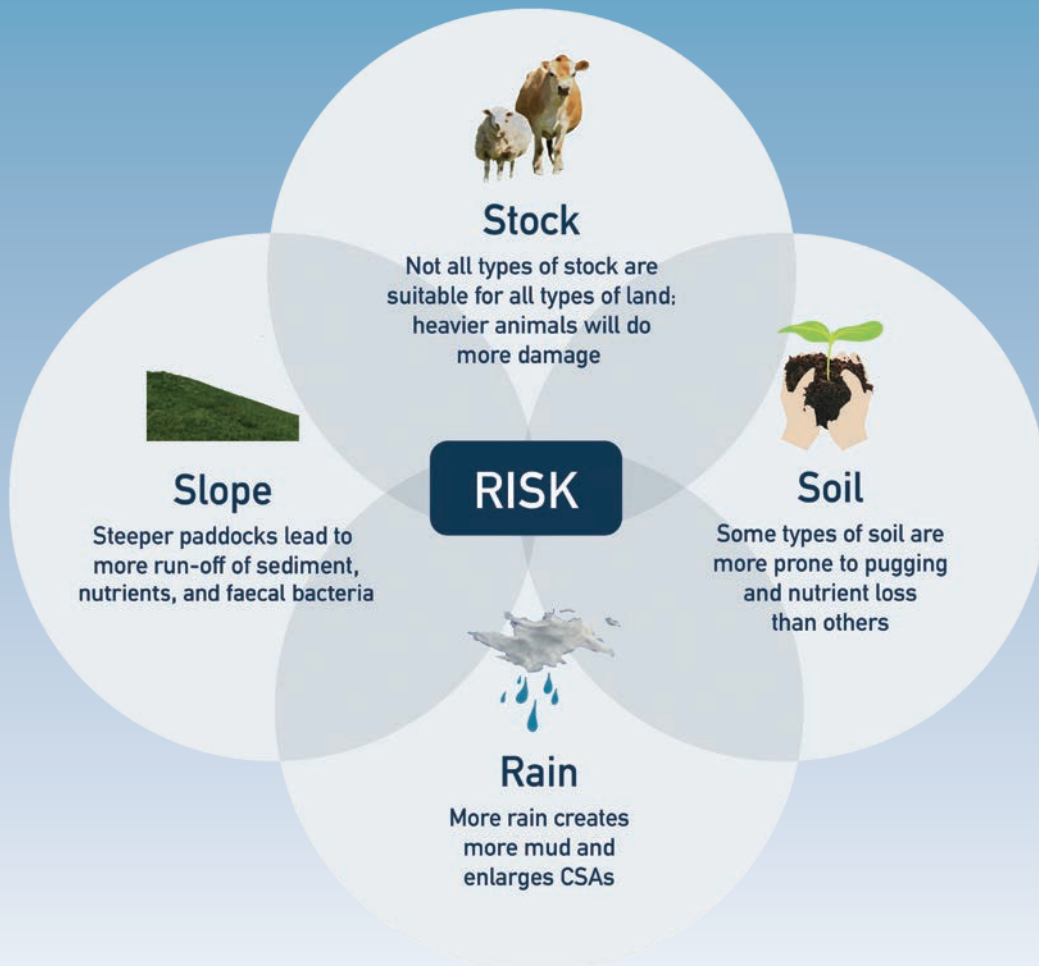 Stock
Not all types of stock are
suitable for all types of land;
heavier animals will do
more damage
Slope
Steeper paddocks lead to
more run-off of sediment,
nutrients, and faecal bacteria
RISK
Soil
Some types of soil are
more prone to pugging
and nutrient loss
than others
Rain
More rain creates
more mud and
enlarges CSAs